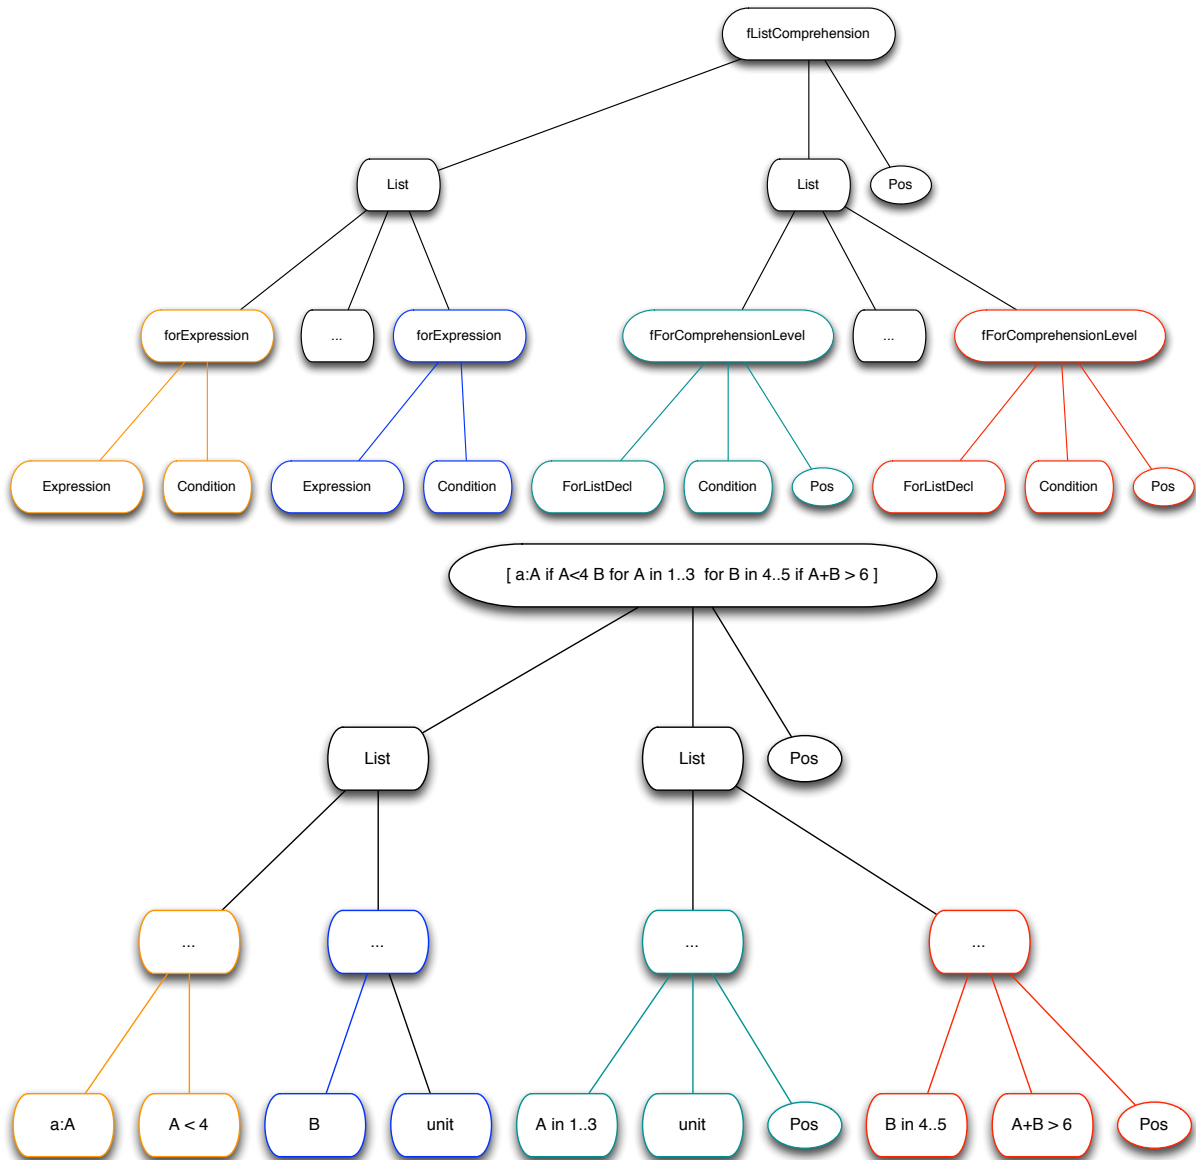 fListComprehension
List
List
Pos
forExpression
...
forExpression
fForComprehensionLevel
...
fForComprehensionLevel
Expression
Condition
Expression
Condition
ForListDecl
Condition
Pos
ForListDecl
Condition
Pos
[ a:A if A<4 B for A in 1..3  for B in 4..5 if A+B > 6 ]
List
List
Pos
...
...
...
...
a:A
A < 4
B
unit
A in 1..3
unit
Pos
B in 4..5
A+B > 6
Pos